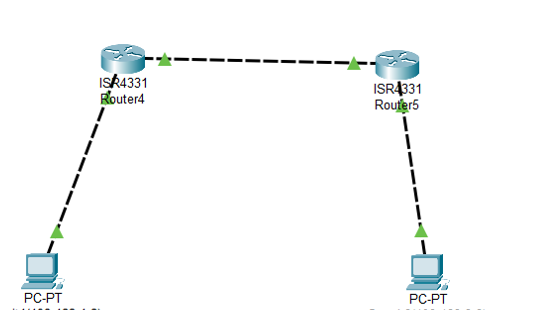 ISR4331
Router4
ISR4331
Router5
PC-PT
PC-PT